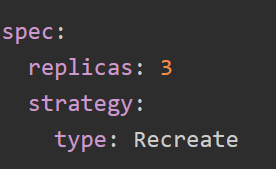 spec:
  replicas: 3
  strategy:
    type: Recreate